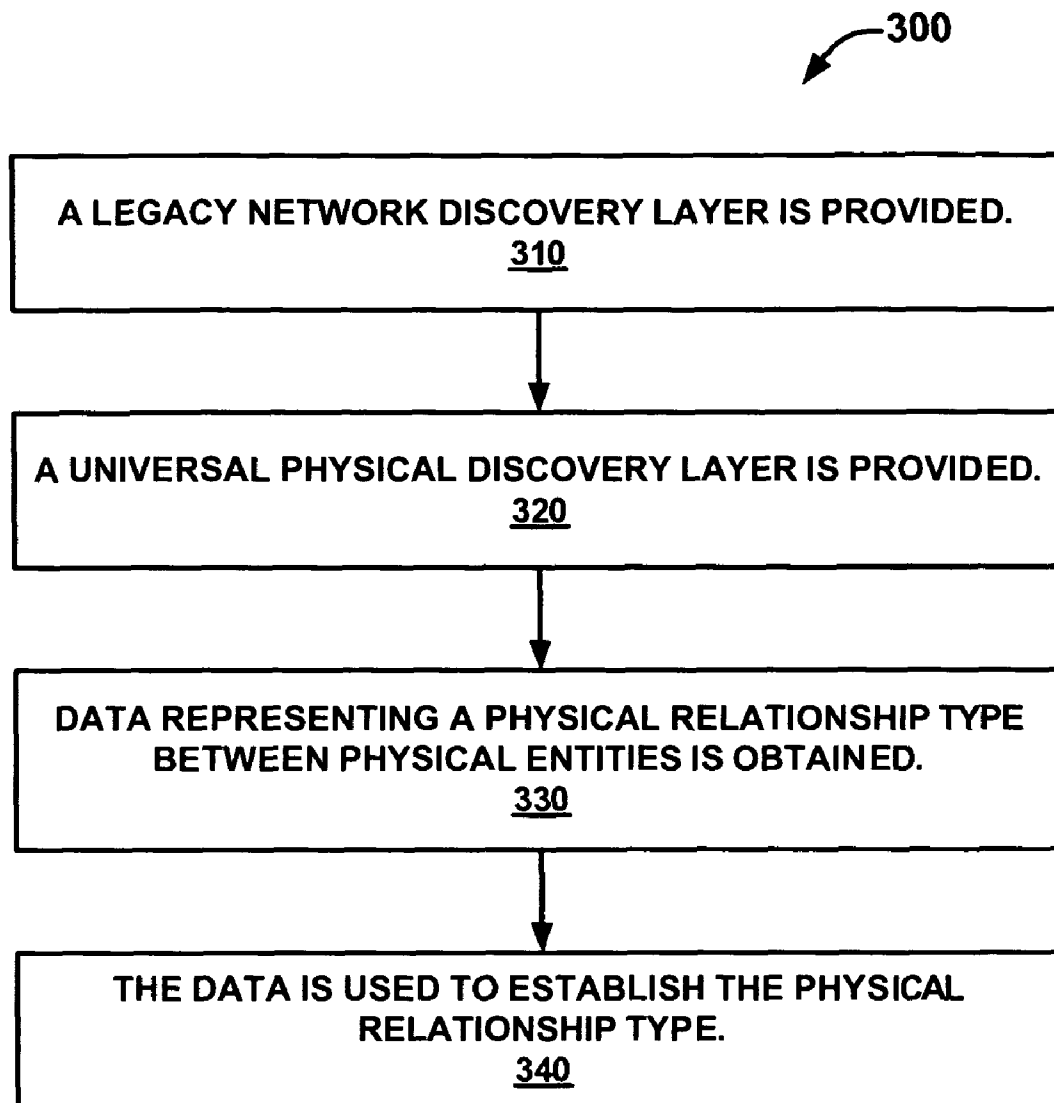 300
A LEGACY NETWORK DISCOVERY LAYER IS PROVIDED.
310
A UNIVERSAL PHYSICAL DISCOVERY LAYER IS PROVIDED.
320
DATA REPRESENTING A PHYSICAL RELATIONSHIP TYPE
BETWEEN PHYSICAL ENTITIES IS OBTAINED.
330
THE DATA IS USED TO ESTABLISH THE PHYSICAL
RELATIONSHIP TYPE.
340